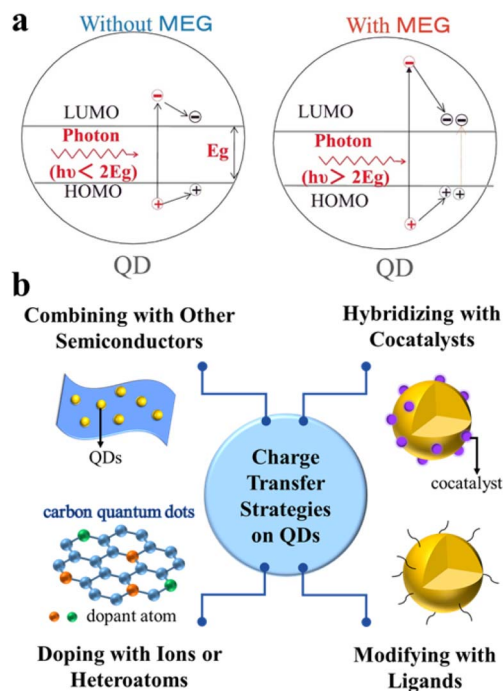 a
Without MEG
With MEG
LUMO
Photon
(hυ< 2Eg)
Eg
HOMO
QD
LUMO
Photon
(hυ> 2Eg)
HOMO
QD
b
Combining with Other
Semiconductors
Hybridizing with
Cocatalysts
QDs
cocatalyst
Charge
Transfer
Strategies
on QDs
carbon quantum dots
dopant atom
Doping with Ions or
Heteroatoms
Modifying with
Ligands